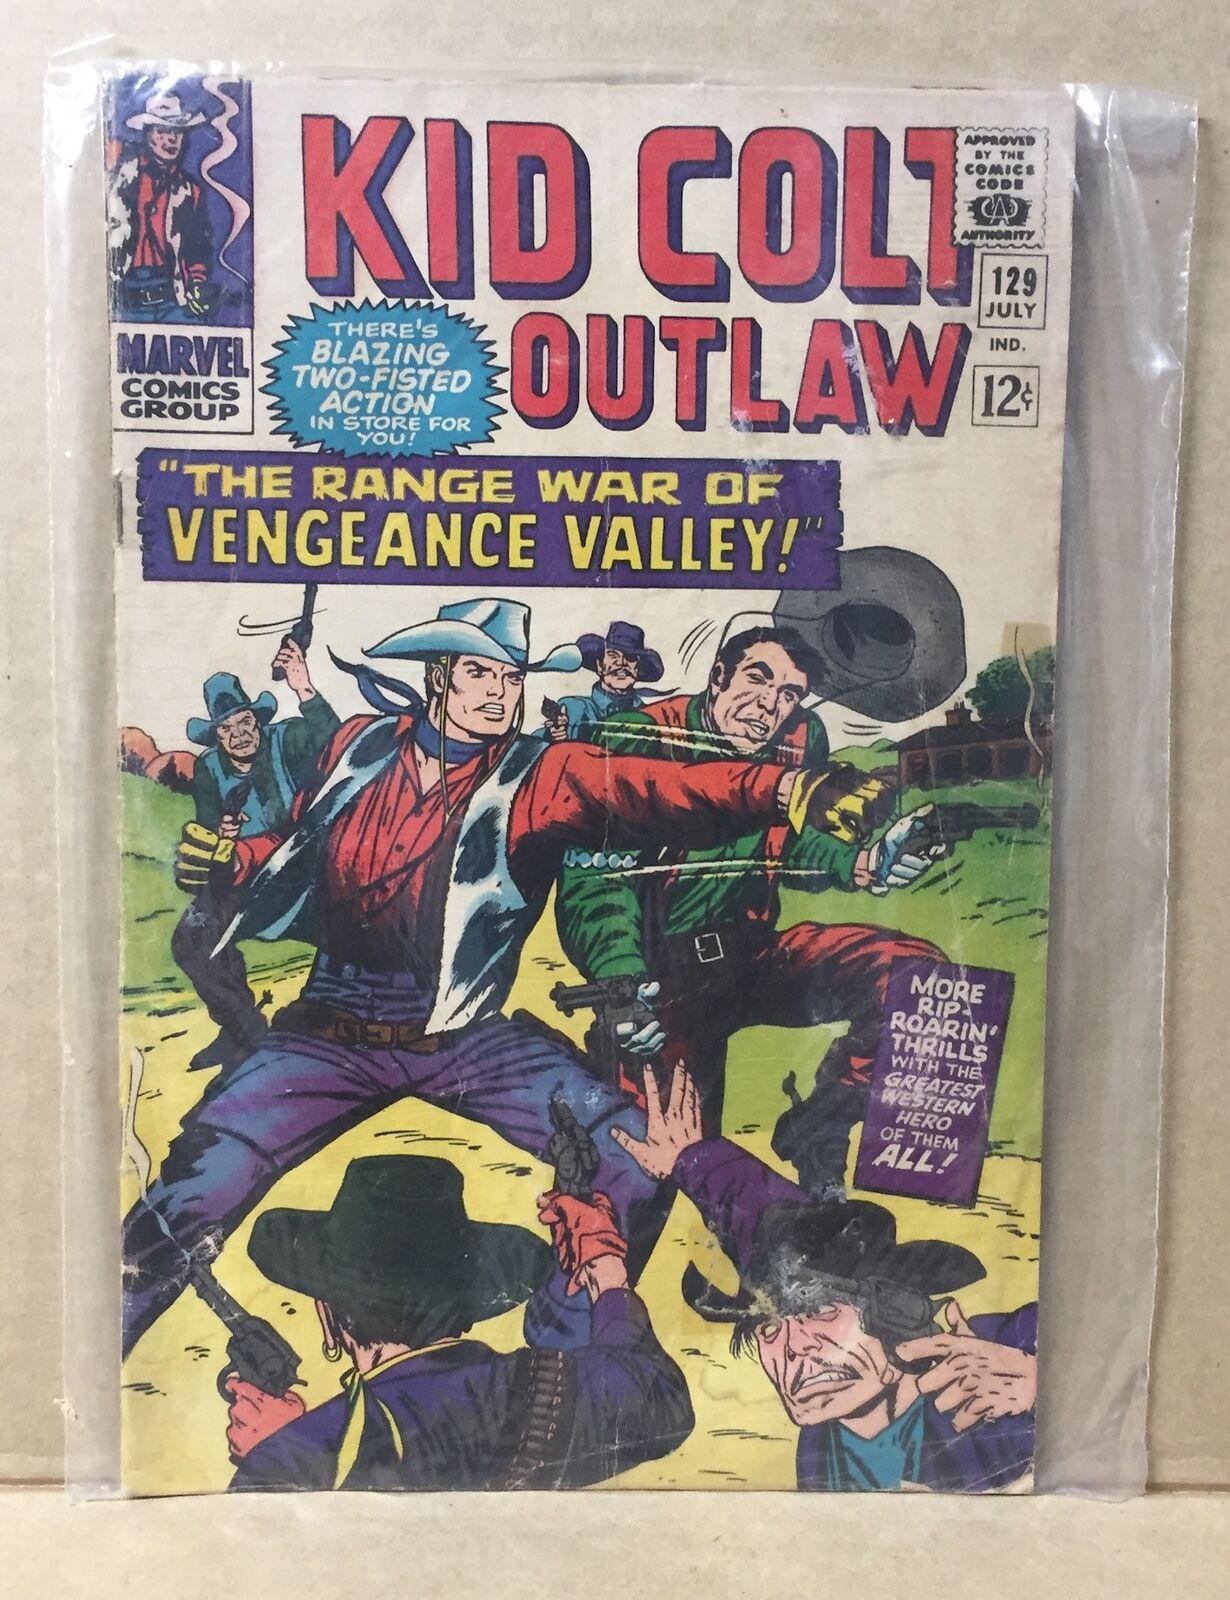 KID COLT
OUTLAW
APPROVED
BY THE
COMICS
CODE
CA
AUTHORITY
129
JULY
IND.
12¢
MARVEL
COMICS
GROUP
THERE'S
BLAZING
TWO-FISTED
ACTION
IN STORE FOR
YOU!
"THE RANGE WAR OF
VENGEANCE VALLEY!"
MORE
RIP-
ROARIN'
THRILLS
WITH THE
GREATEST
WESTERN
HERO
OF THEM
ALL!